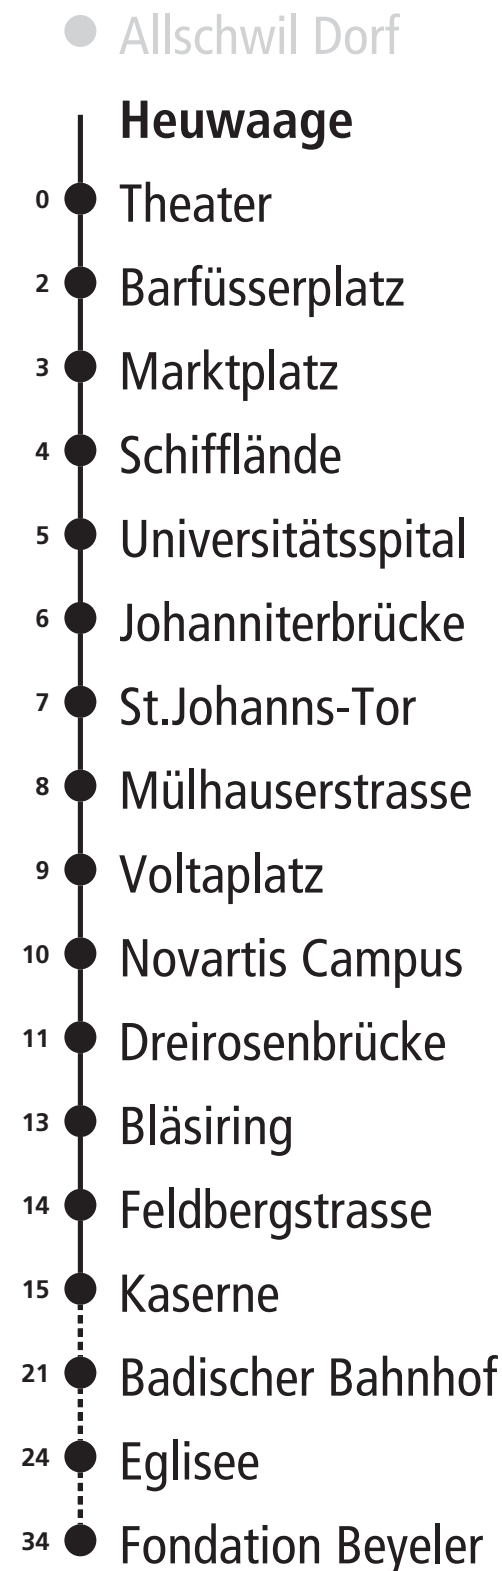 Allschwil Dorf
Heuwaage
0 Theater
2 Barfüsserplatz
3 Marktplatz
4 Schifflände
5 Universitätsspital
6 Johanniterbrücke
7 St.Johanns-Tor
8 Mülhauserstrasse
9 Voltaplatz
10 Novartis Campus
11 Dreirosenbrücke
13 Bläsiring
14 Feldbergstrasse
15 Kaserne
21 Badischer Bahnhof
24 Eglisee
34 Fondation Beyeler